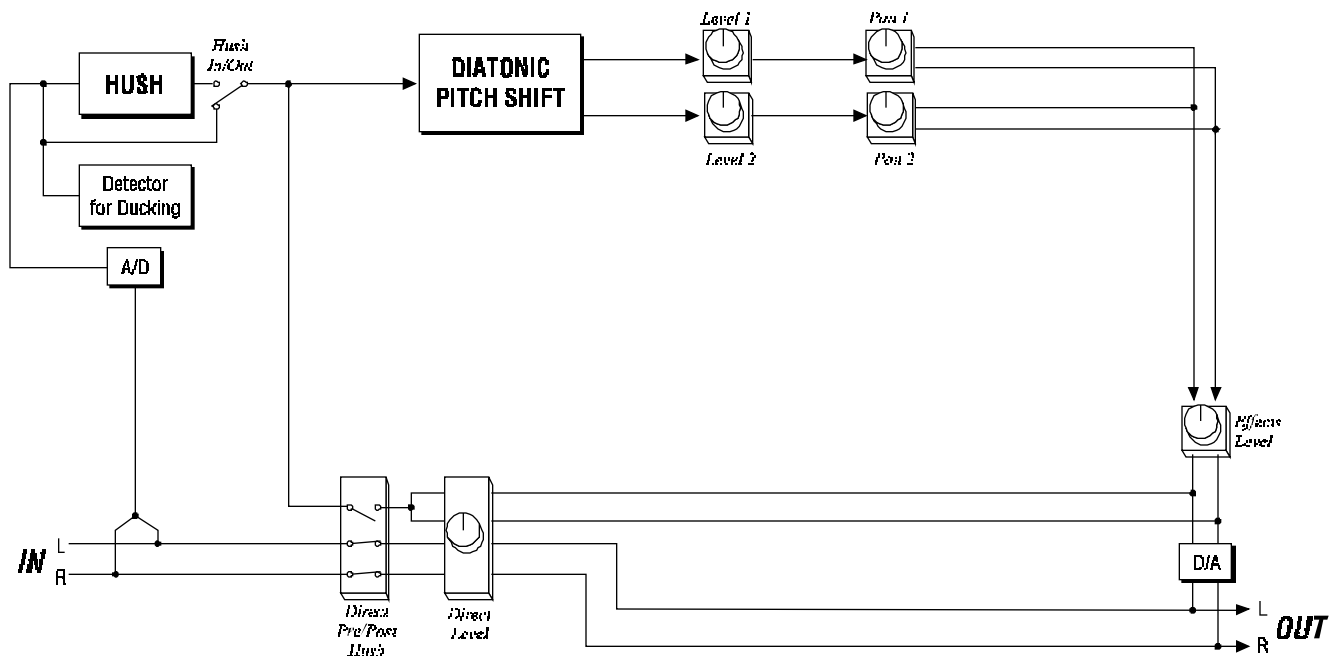 Hush
In/Out
HUSH
DIATONIC
PITCH SHIFT
Level 1
Pan 1
Level 2
Pan 2
Detector
for Ducking
A/D
Effects
Level
IN
L
R
Direct
Pre/Post
Hush
Direct
Level
D/A
L
R
OUT